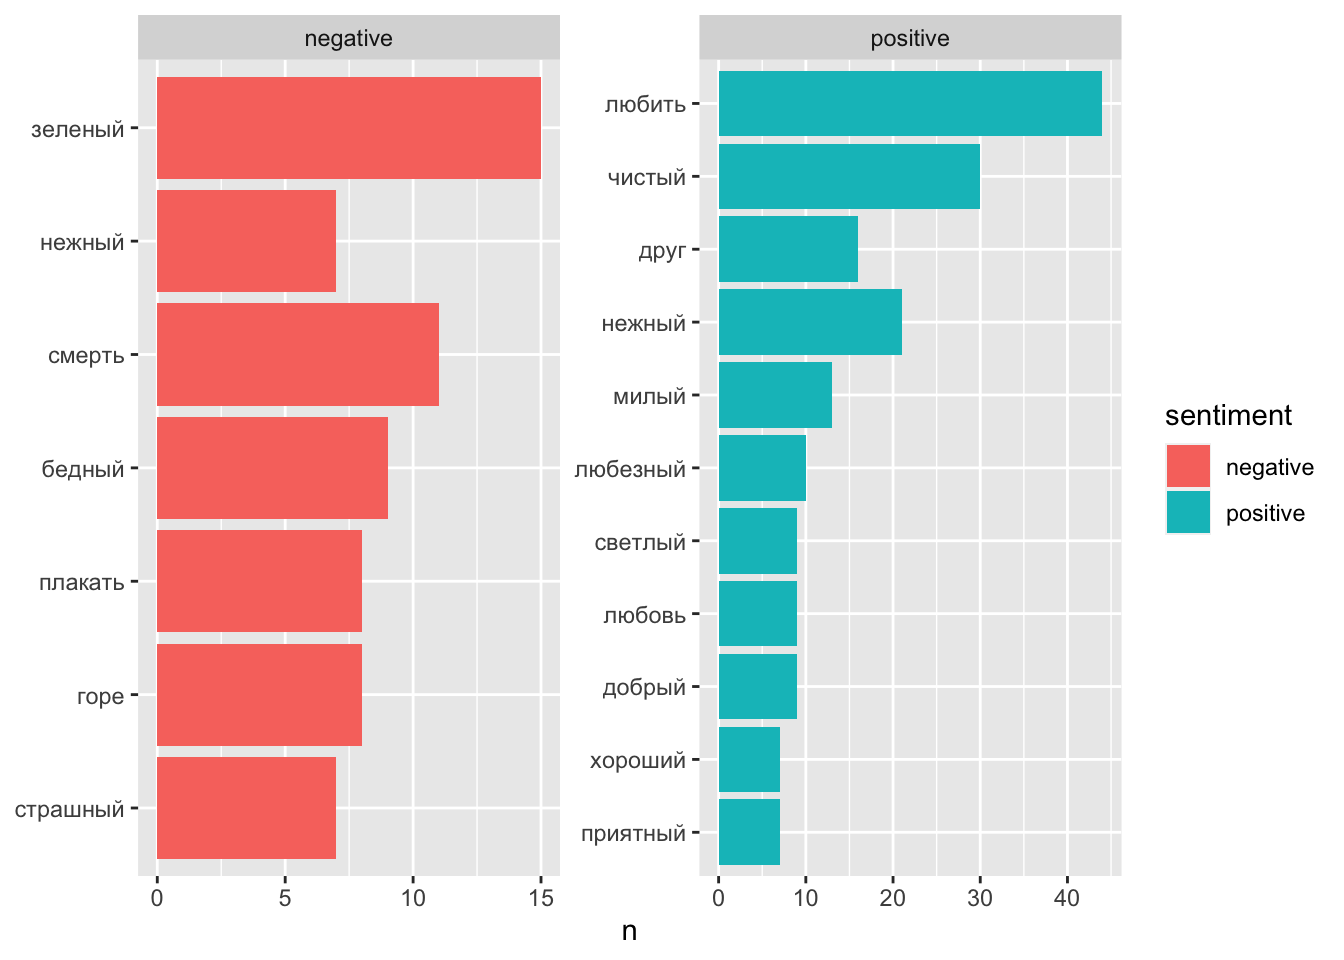 negative
зеленый
нежный
смерть
бедный
плакать
горе
страшный
0 5 10 15
positive
любить
чистый
друг
нежный
милый
любезный
светлый
любовь
добрый
хороший
приятный
0 10 20 30 40
n
sentiment
negative
positive